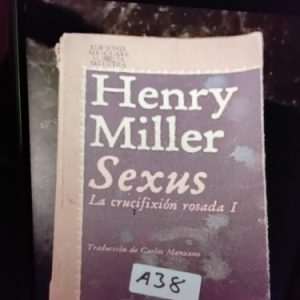 Henry
Miller
Sexus
La crucifixión rosada I
Traducción de Carlos Manzano
A38